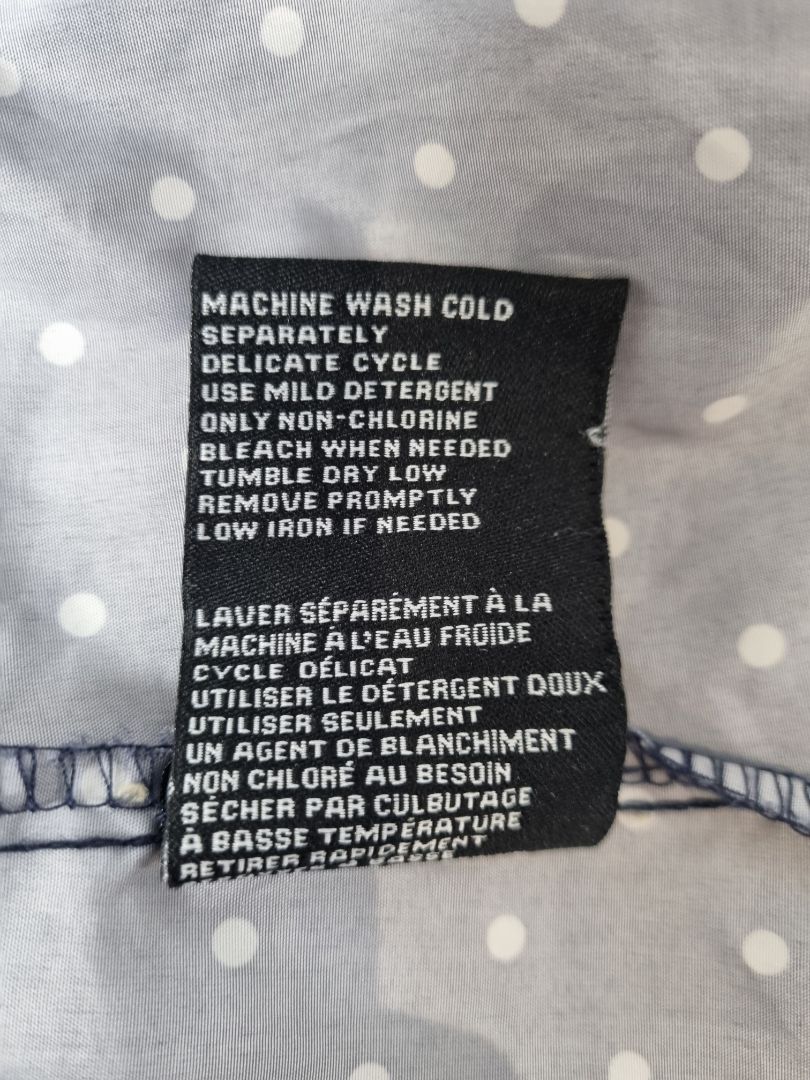 MACHINE WASH COLD
SEPARATELY
DELICATE CYCLE
USE MILD DETERGENT
ONLY NON-CHLORINE
BLEACH WHEN NEEDED
TUMBLE DRY LOW
REMOVE PROMPTLY
LOW IRON IF NEEDED
LAVER SÉPARÉMENT À LA
MACHINE À L'EAU FROIDE
CYCLE DÉLICAT
UTILISER LE DÉTERGENT DOUX
UTILISER SEULEMENT
UN AGENT DE BLANCHIMENT
NON CHLORÉ AU BESOIN
SÉCHER PAR CULBUTAGE
À BASSE TEMPÉRATURE
RETIRER RAPIDEMENT